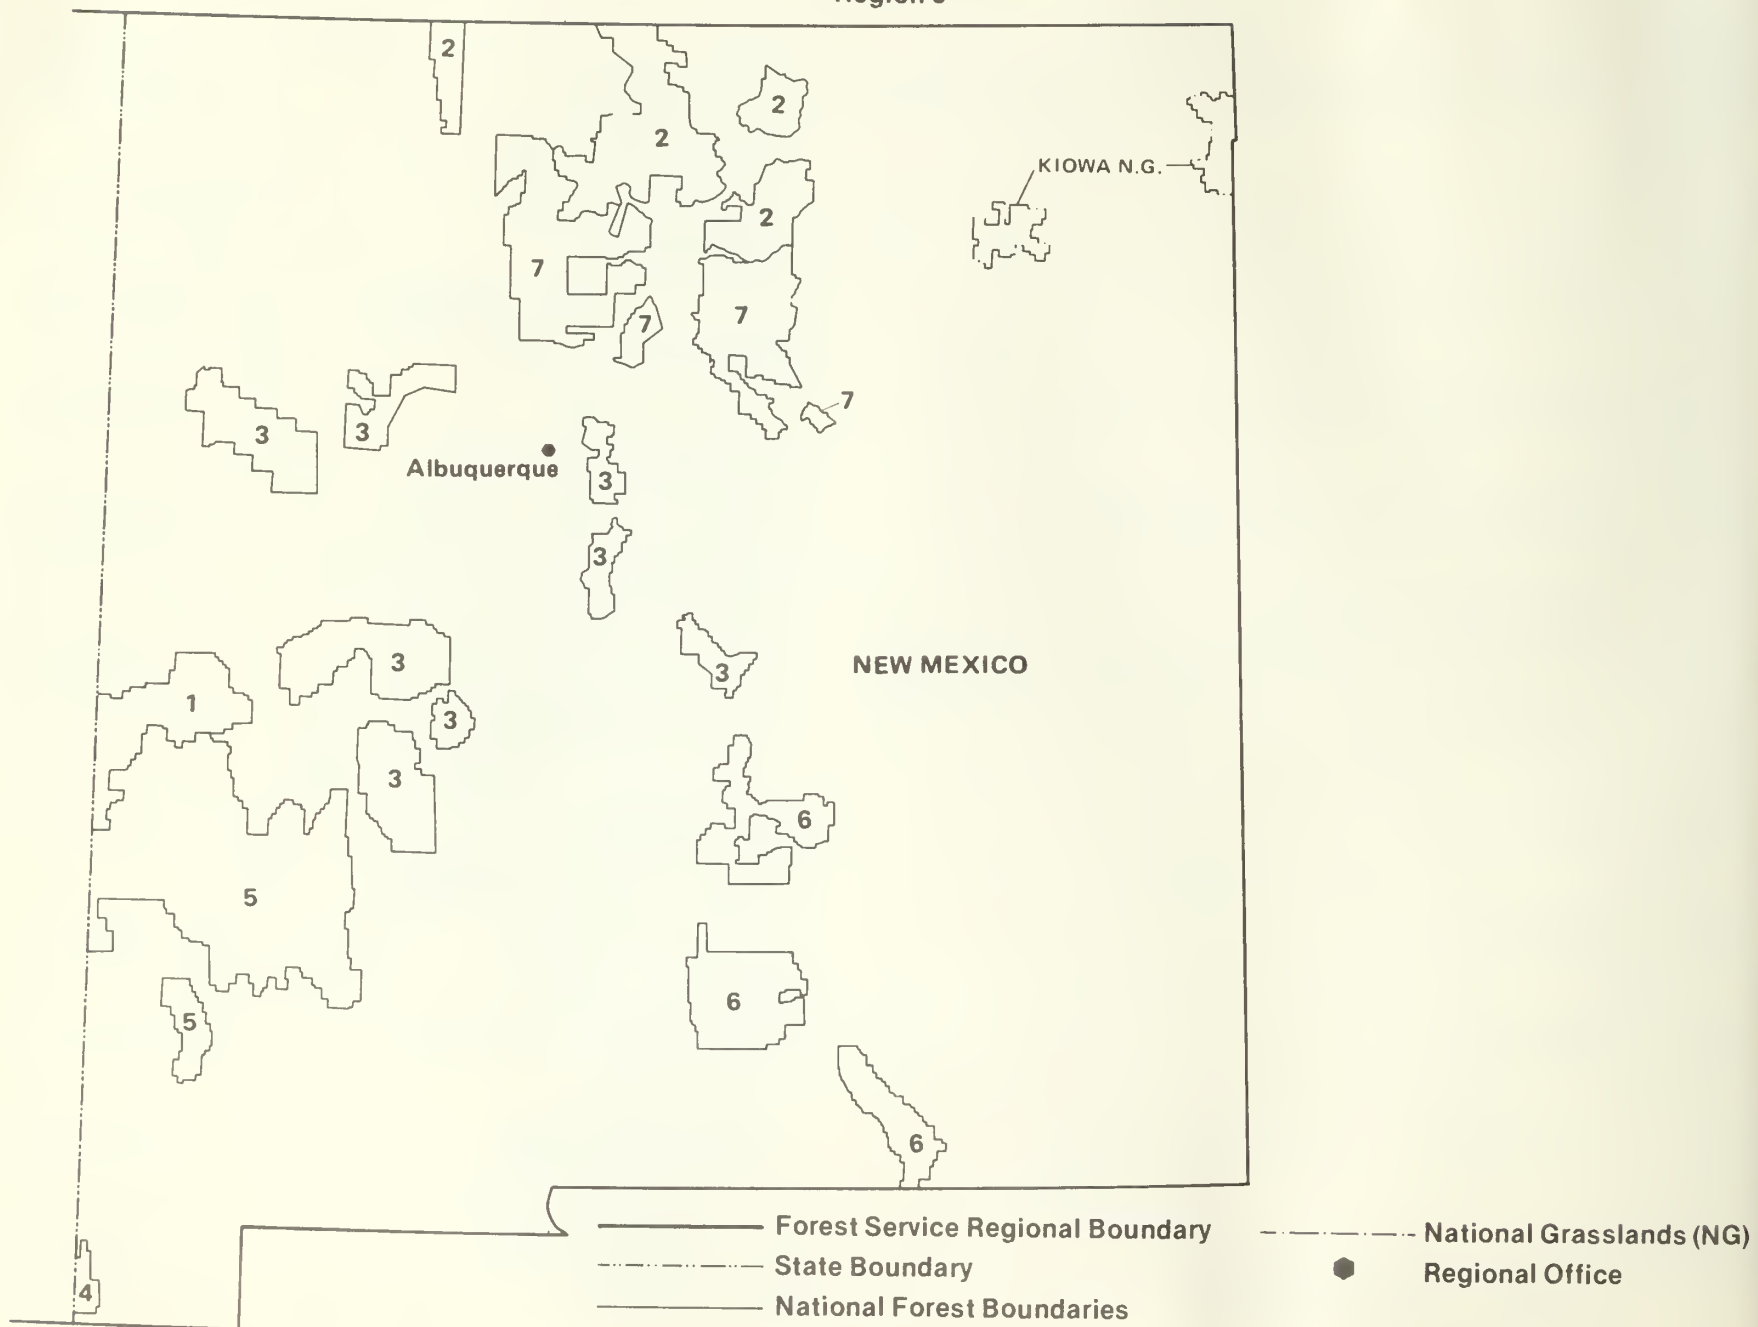 2
2
2
KIOWA N.G.
2
7
7
7
7
3
3
Albuquerque
3
3
NEW MEXICO
3
3
1
3
3
6
5
6
5
6
Forest Service Regional Boundary
State Boundary
National Forest Boundaries
National Grasslands (NG)
Regional Office
4